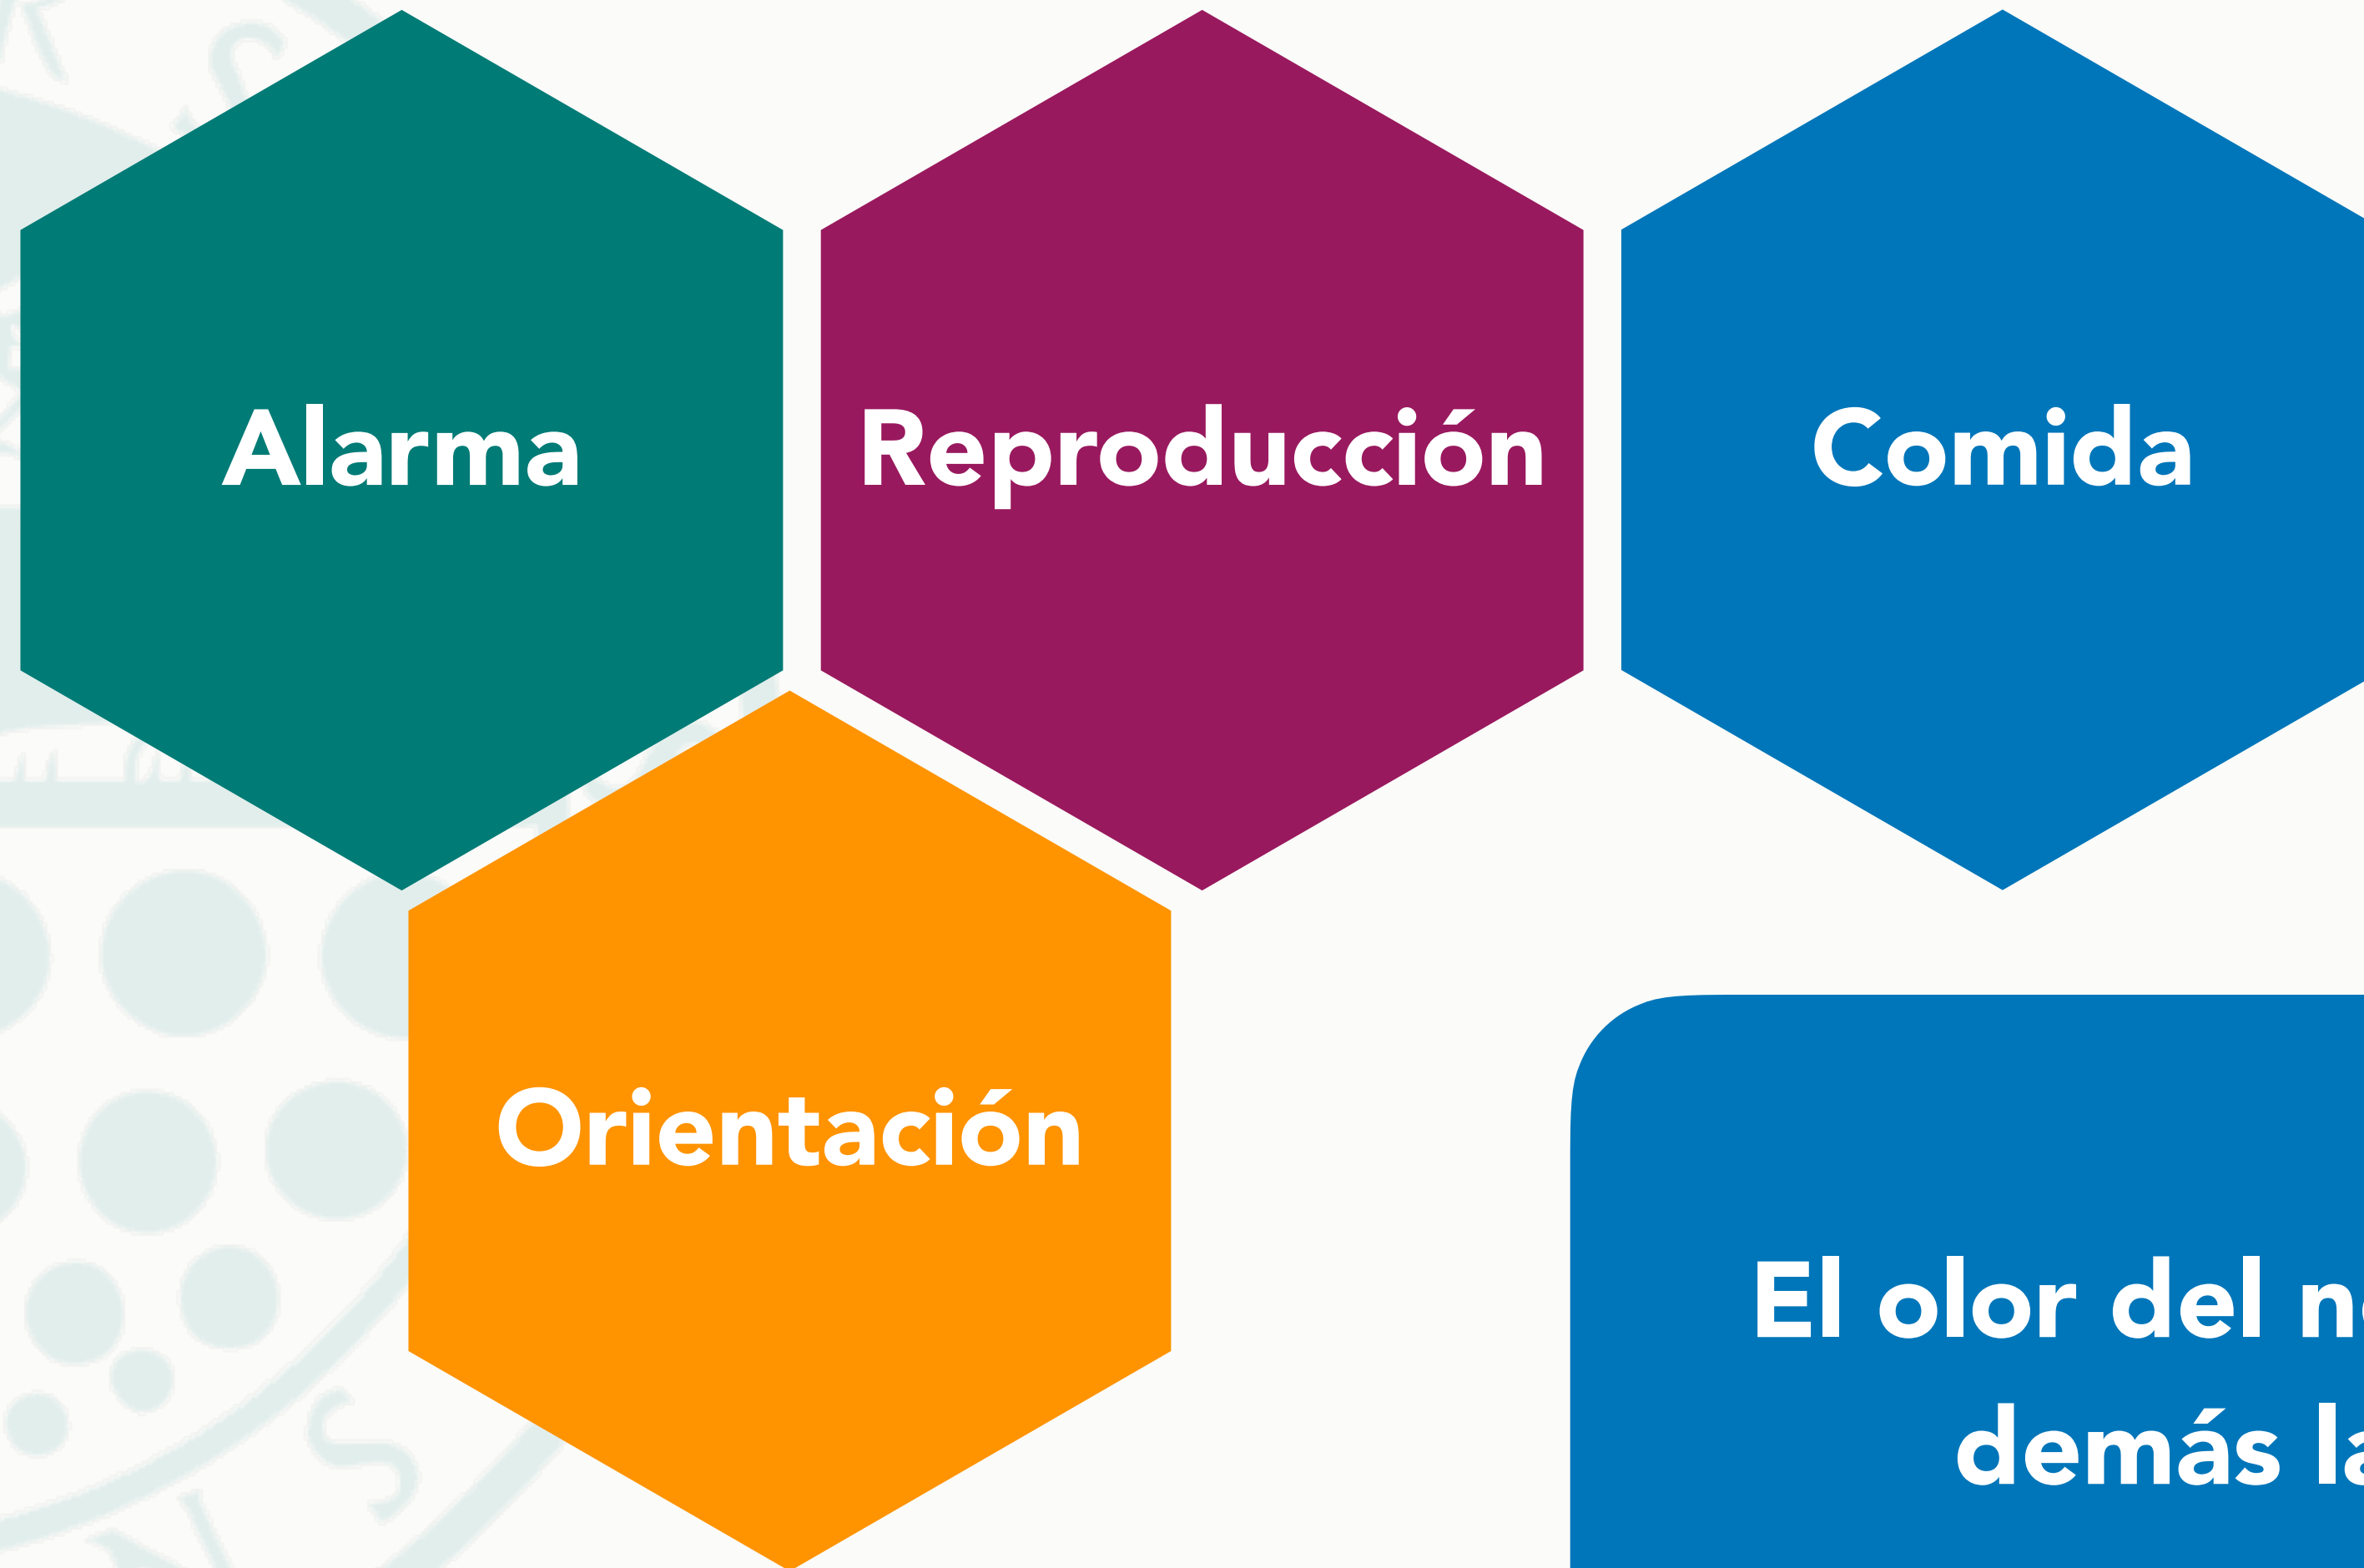 Alarma
Reproducción
Comida
Orientación
El olor del
demás